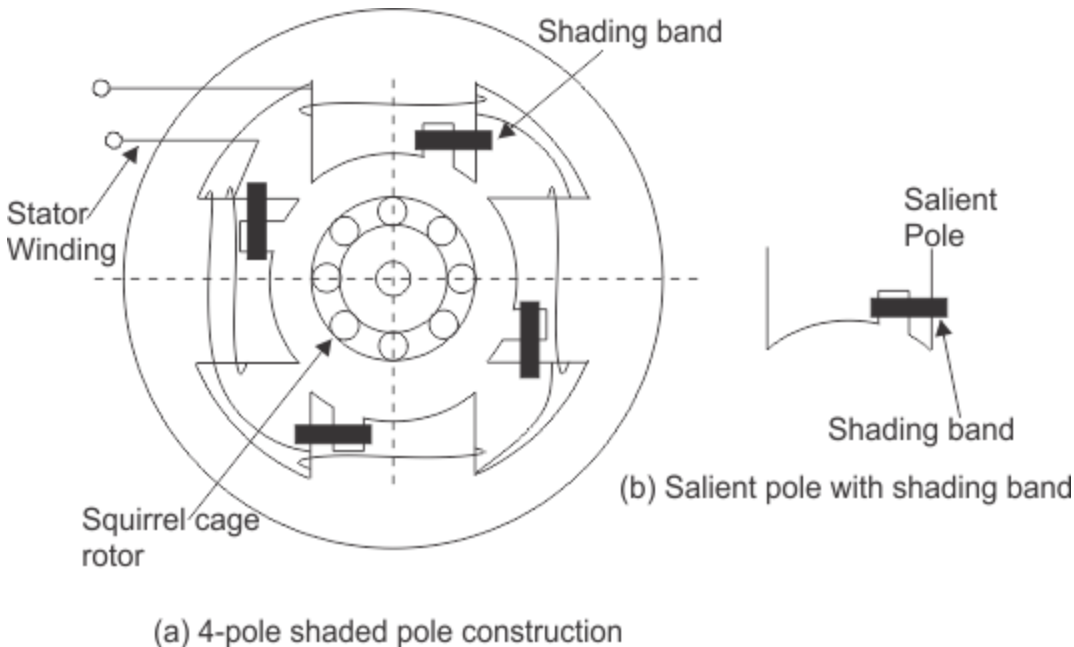 Shading band
Stator
Winding
Salient
Pole
Shading band
(b) Salient pole with shading band
Squirrel cage
rotor
(a) 4-pole shaded pole construction